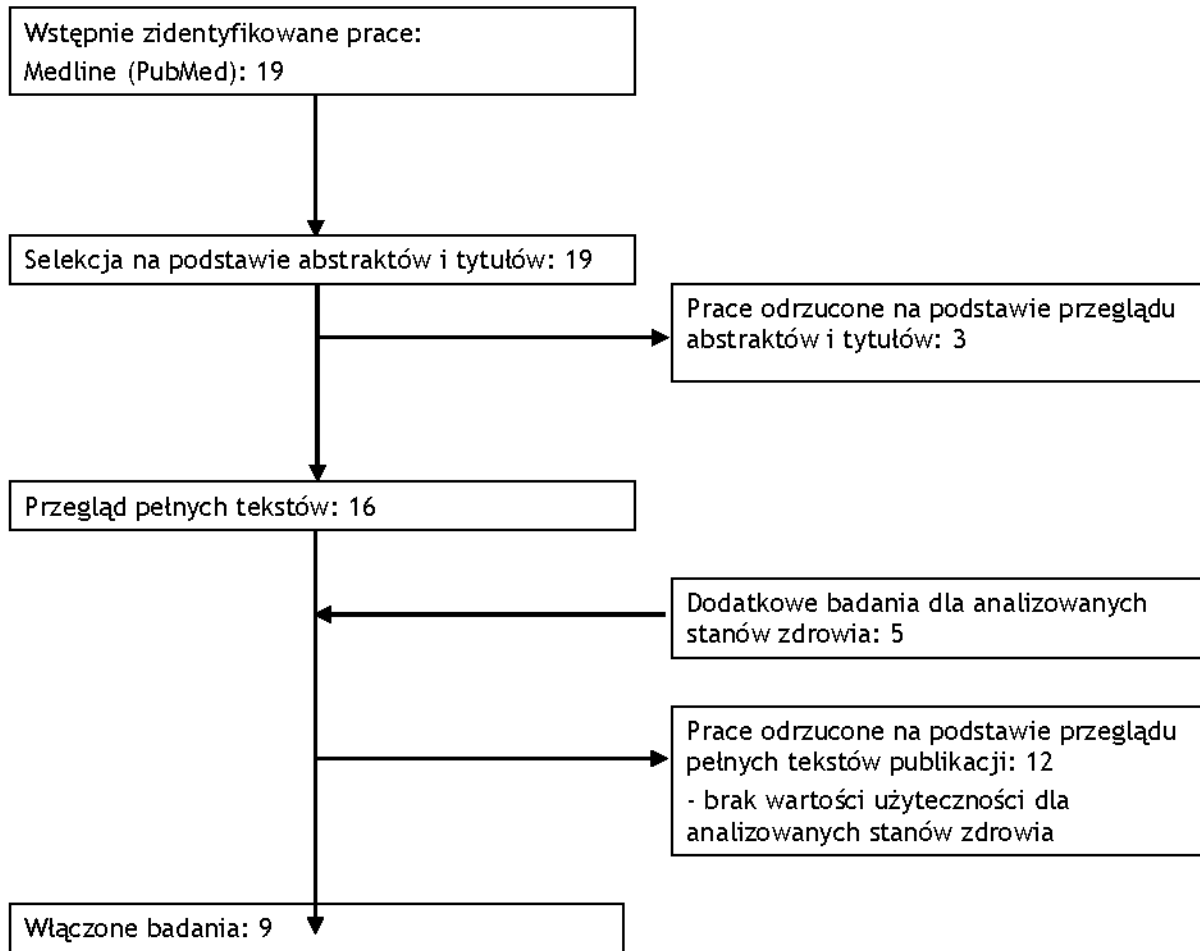 Wstępnie zidentyfikowane prace:
Medline (PubMed): 19
Selekcja na podstawie abstraktów i tytułów: 19
Prace odrzucone na podstawie przeglądu
abstraktów i tytułów: 3
Przegląd pełnych tekstów: 16
Dodatkowe badania dla analizowanych
stanów zdrowia: 5
Prace odrzucone na podstawie przeglądu
pełnych tekstów publikacji: 12
- brak wartości użyteczności dla
analizowanych stanów zdrowia
Włączone badania: 9